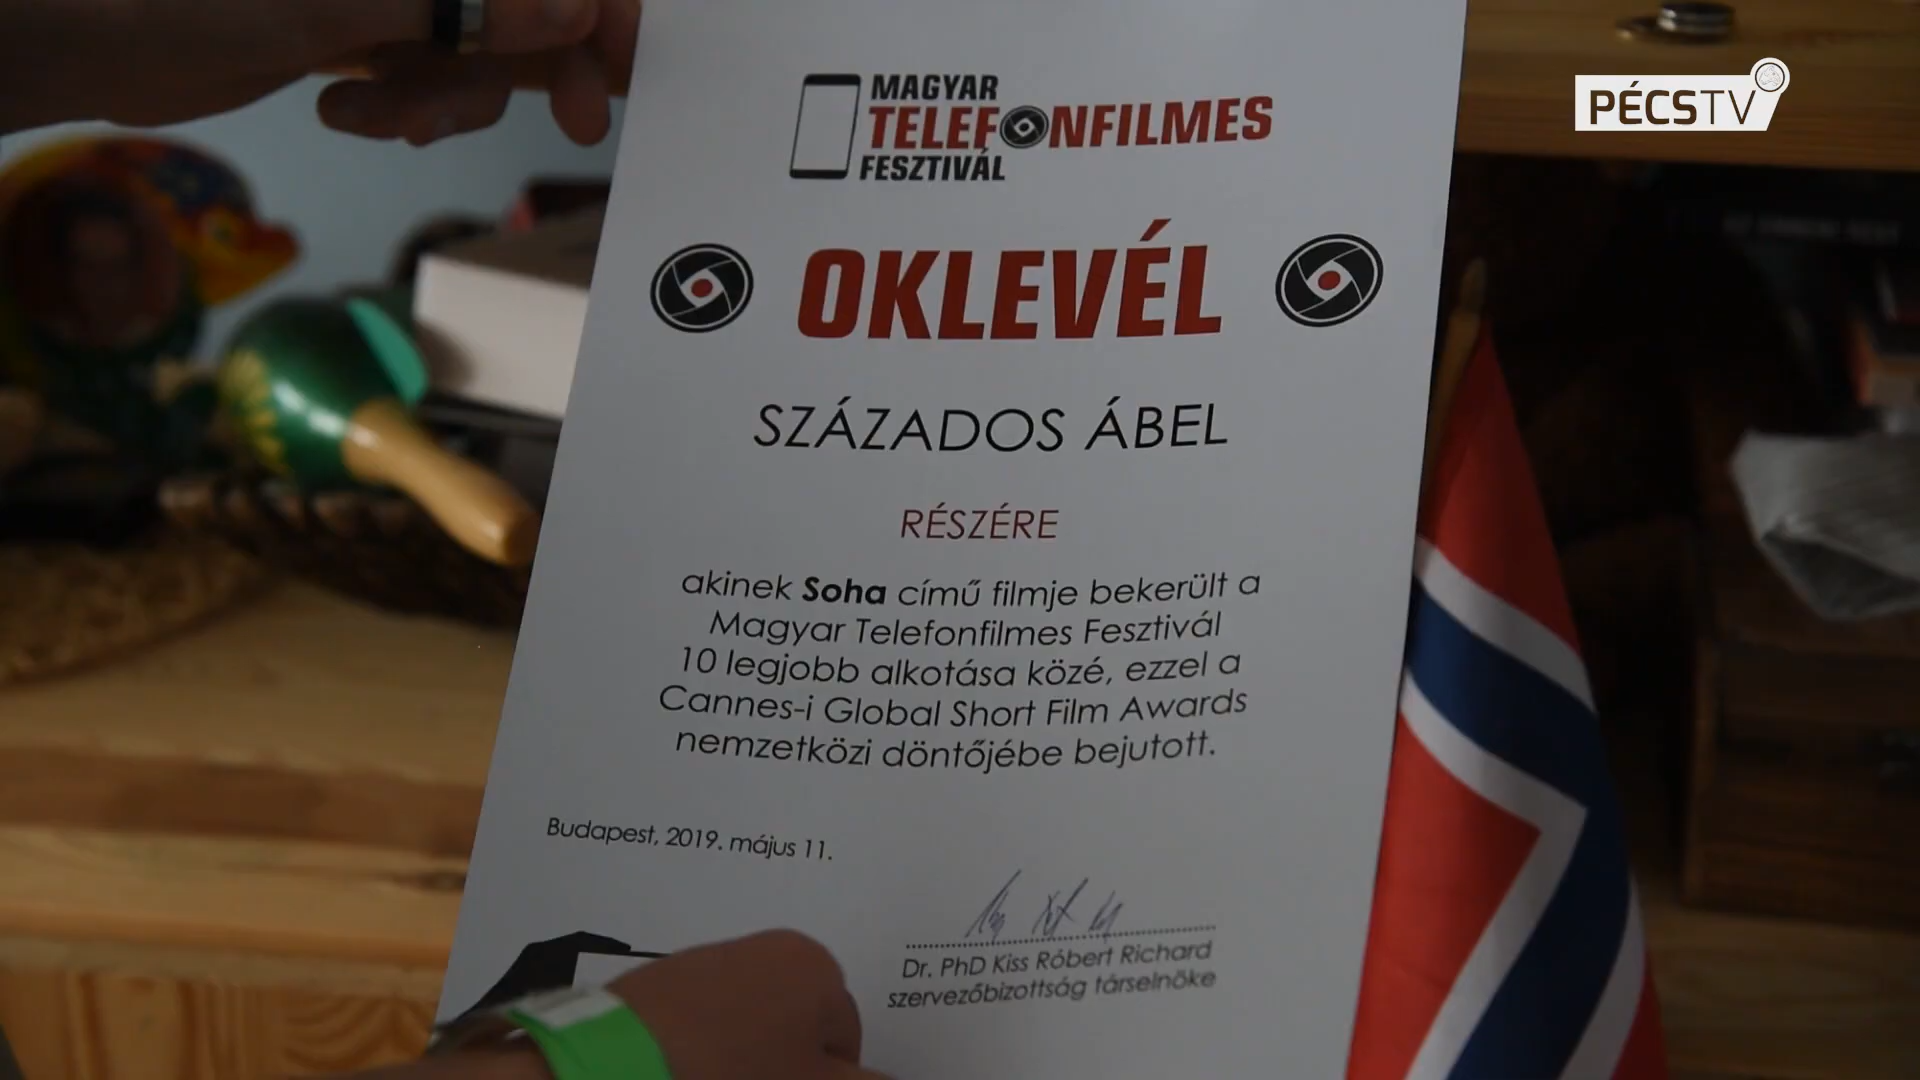 MAGYAR
TELEFONFILMES
FESZTIVÁL
PÉCSTV
OKLEVÉL
SZÁZADOS ÁBEL
RÉSZÉRE
akinek Soha című filmje bekerült a
Magyar Telefonfilmes Fesztivál
10 legjobb alkotása közé, ezzel a
Cannes-i Global Short Film Awards
nemzetközi döntőjébe bejutott.
Budapest, 2019. május 11.
Dr. PhD Kiss Róbert Richard
szervezőbizottság társelnöke